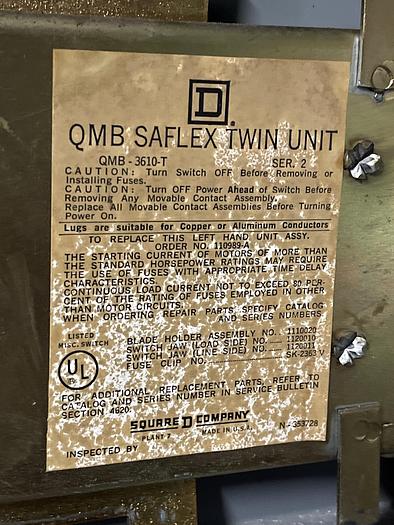 D
QMB SAFLEX TWIN UNIT
QMB - 3610-T SER. 2
CAUTION: Turn Switch OFF Before Removing or
Installing Fuses.
CAUTION: Turn OFF Power Ahead of Switch Before
Removing Any Movable Contact Assembly.
Replace All Movable Contact Assemblies Before Turning
Power On.
Lugs are suitable for Copper or Aluminum Conductors
TO REPLACE THIS LEFT HAND UNIT ASSY.
ORDER NO. 110989-A
THE STARTING CURRENT OF MOTORS OF MORE THAN
THE STANDARD HORSEPOWER RATINGS MAY REQUIRE
THE USE OF FUSES WITH APPROPRIATE TIME DELAY
CHARACTERISTICS.
CONTINUOUS LOAD CURRENT NOT TO EXCEED 80 PER-
CENT OF THE RATING OF FUSES EMPLOYED IN OTHER
THAN MOTOR CIRCUITS.
WHEN ORDERING REPAIR PARTS, SPECIFY CATALOG
AND SERIES NUMBERS
LISTED
MISC. SWITCH
UL
BLADE HOLDER ASSEMBLY NO. 1110020
SWITCH JAW (LOAD SIDE) NO. 1120010
SWITCH JAW (LINE SIDE) NO. 1120011
FUSE CLIP NO. SK-2363 V
FOR ADDITIONAL REPLACEMENT PARTS, REFER TO
CATALOG AND SERIES NUMBER IN SERVICE BULLETIN
SECTION 4620.
SQUARE D COMPANY
PLANT 7 MADE IN U.S.A. N-353728
INSPECTED BY